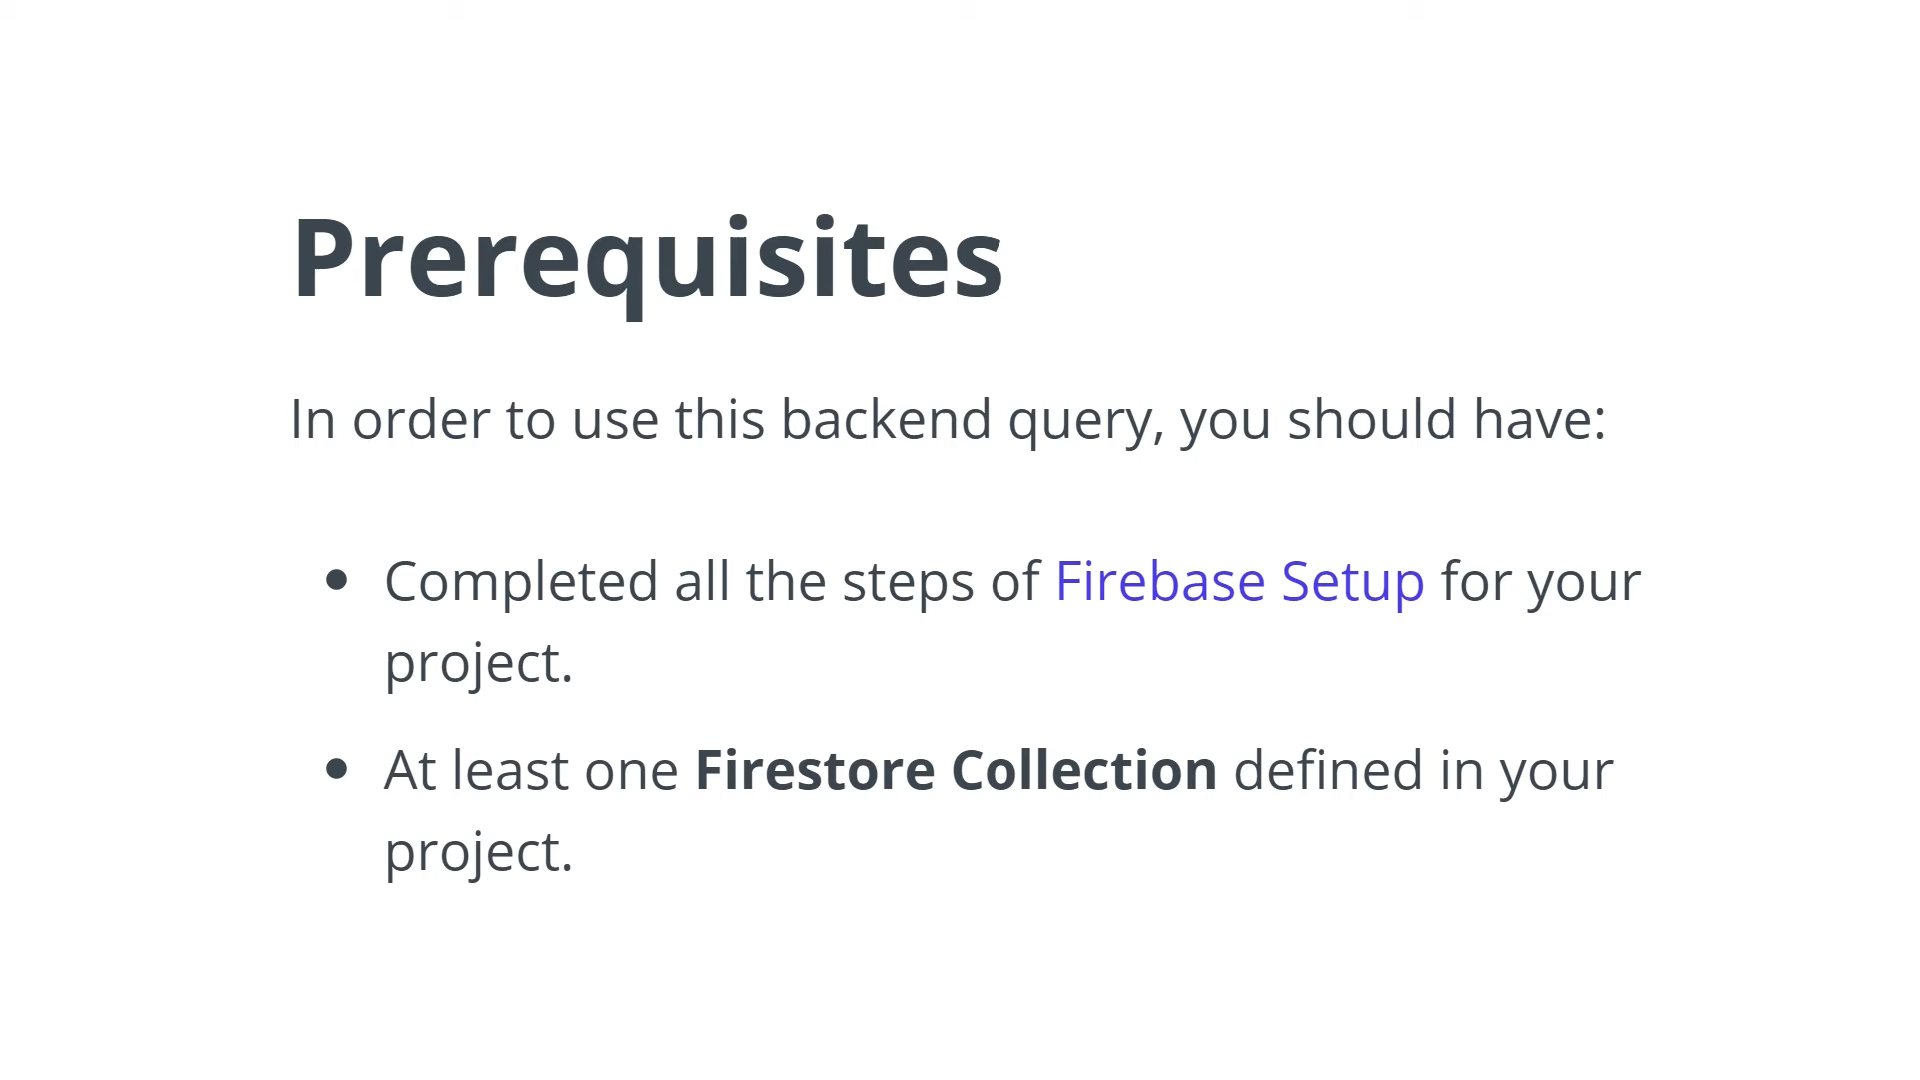 Prerequisites
In order to use this backend query, you should have:
• Completed all the steps of Firebase Setup for your
project.
• At least one Firestore Collection defined in your
project.